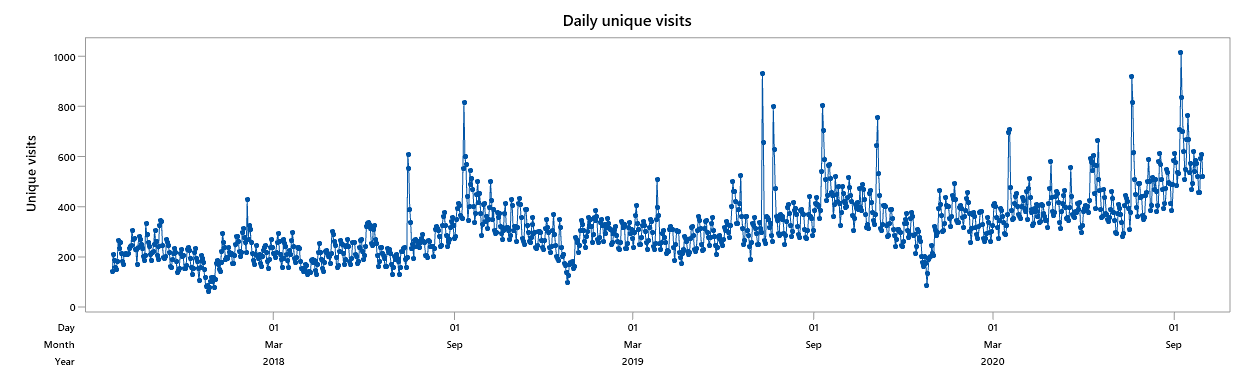 Daily unique visits
Unique visits
1000
800
600
400
200
0
Day 01 01 01 01 01 01
Month Mar Sep Mar Sep Mar Sep
Year 2018 2019 2020